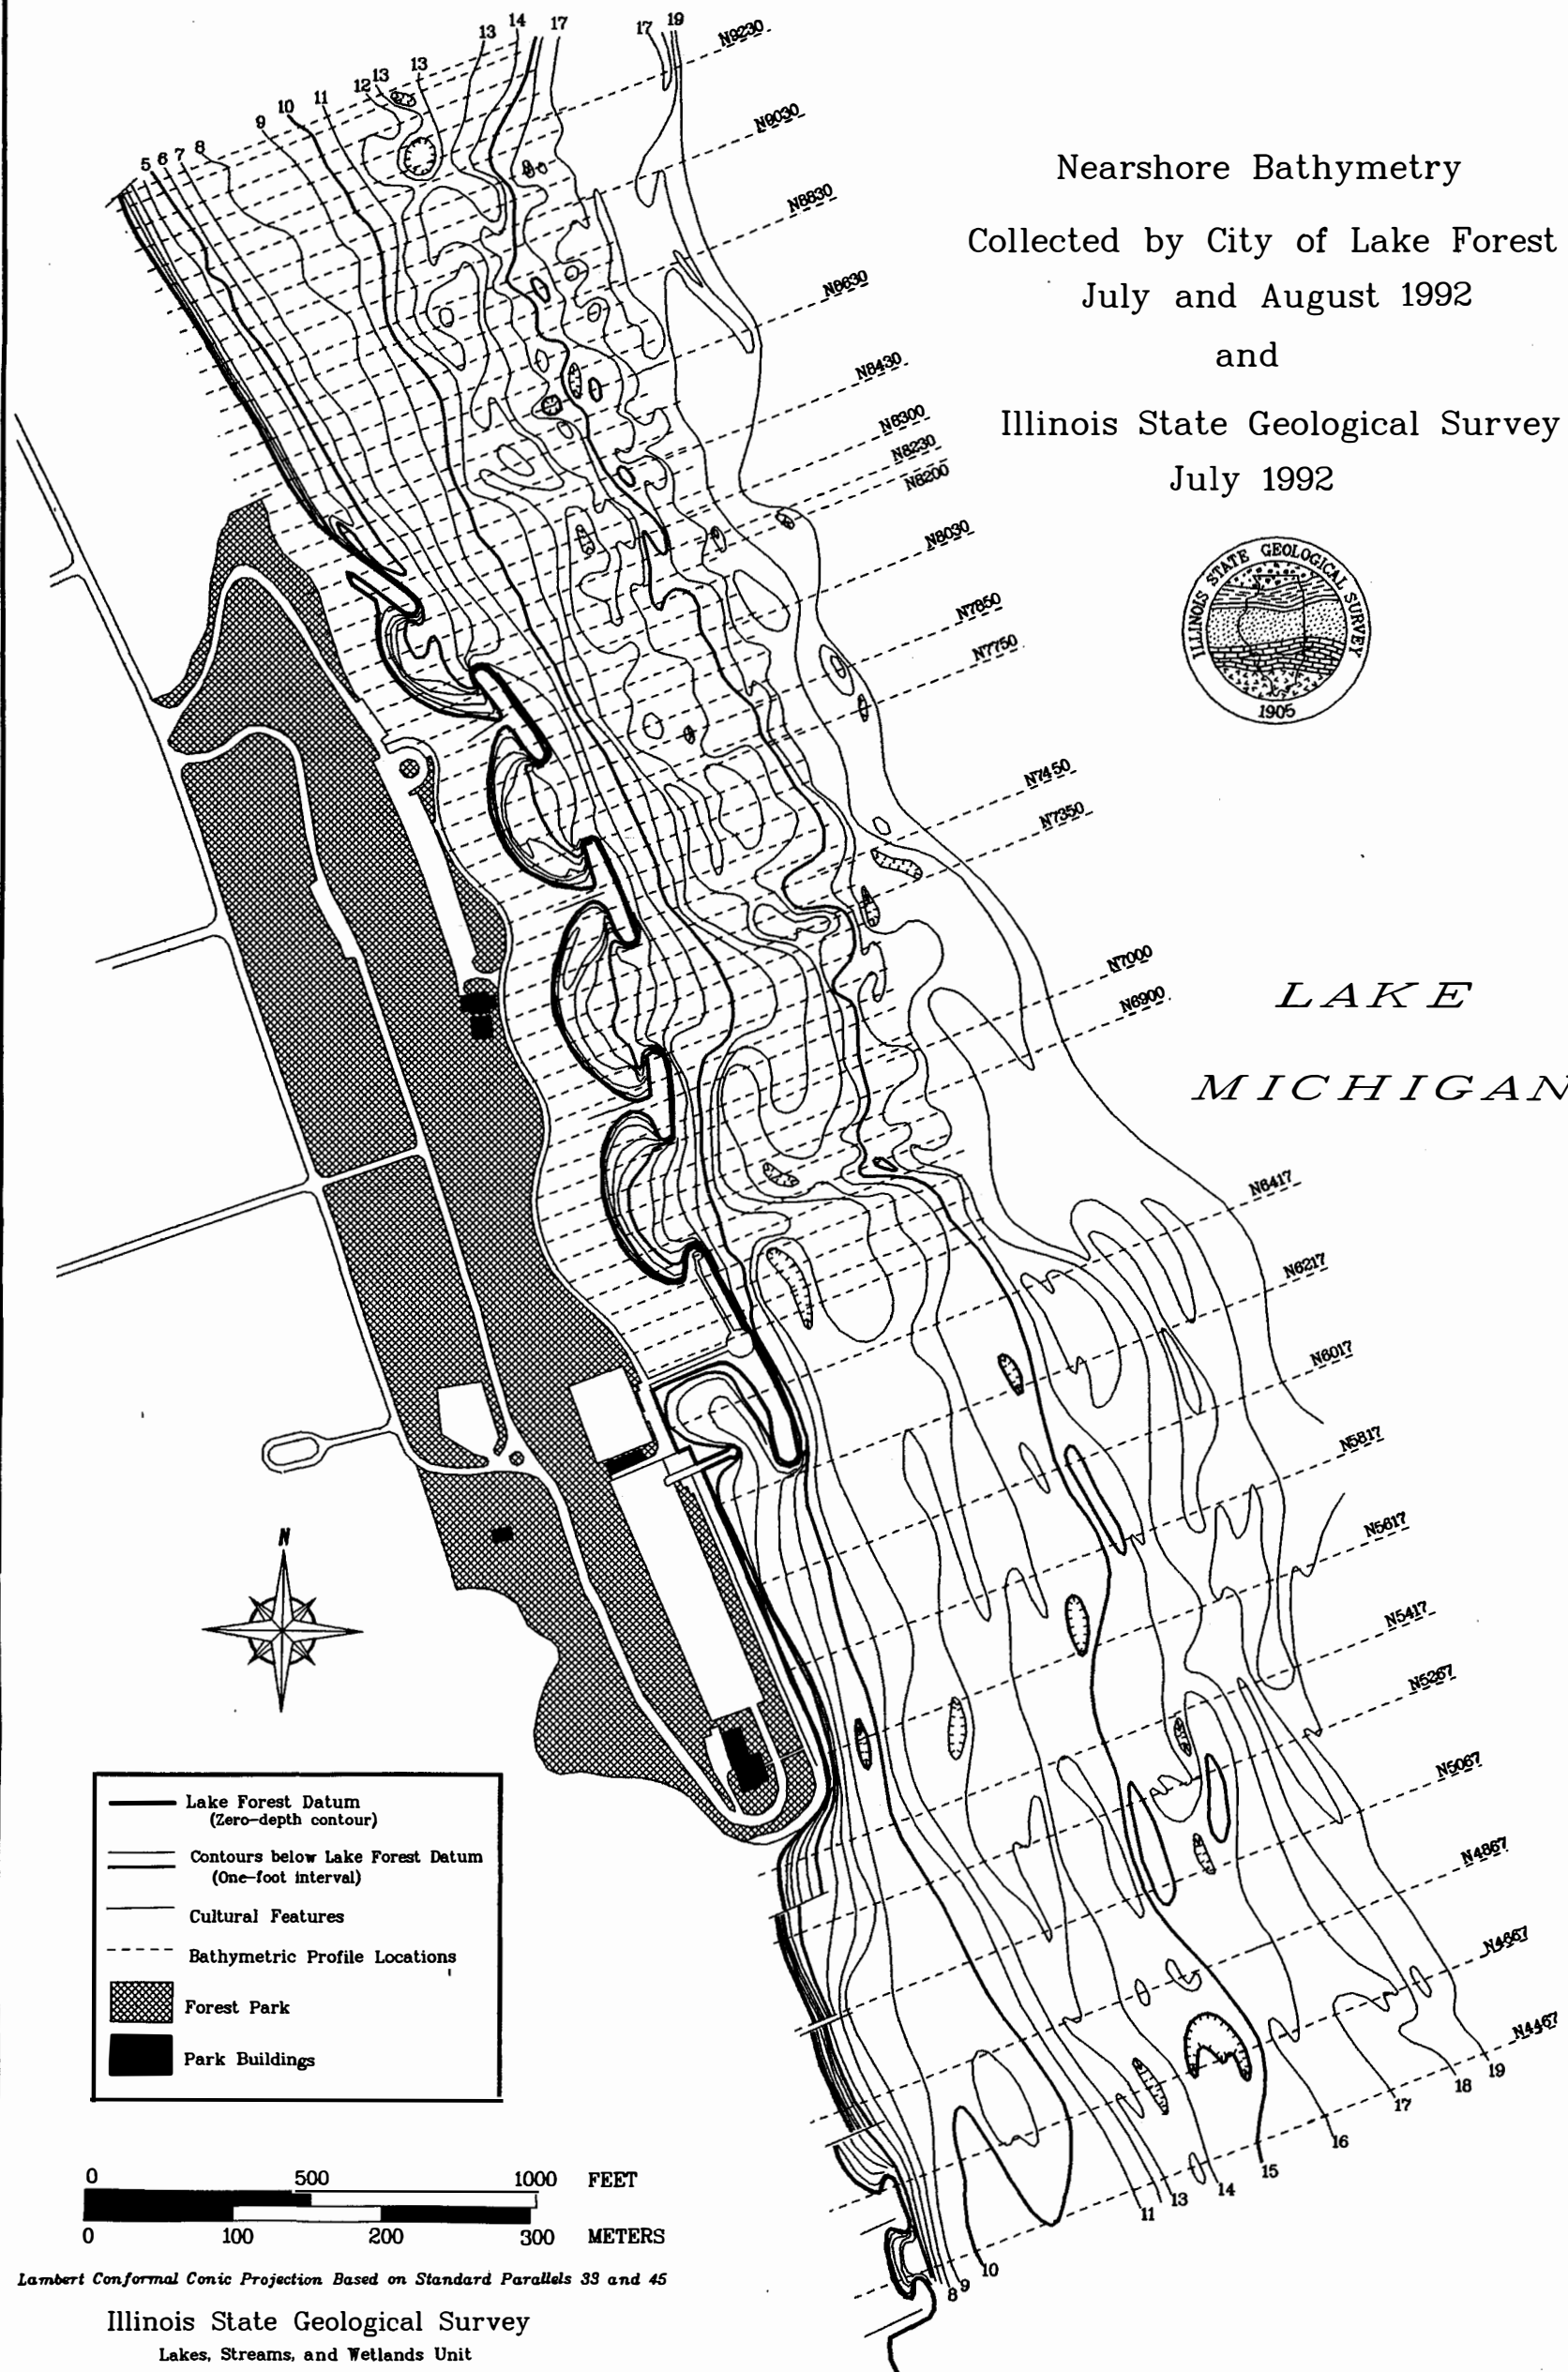 13 14 17 17 19
N9230
12 13 13
9 10 11
5 6 7 8
N9030
N8830
N8630
N8430
N8300
N8230
N8200
N8030
N7850
N7750
N7450
N7350
N7000
N6900
N6417
N6217
N6017
N5817
N5617
N5417
N5267
N5067
N4867
N4667
N4467
Nearshore Bathymetry
Collected by City of Lake Forest
July and August 1992
and
Illinois State Geological Survey
July 1992
ILLINOIS STATE GEOLOGICAL SURVEY
1905
LAKE
MICHIGAN
N
Lake Forest Datum
(Zero-depth contour)
Contours below Lake Forest Datum
(One-foot interval)
Cultural Features
Bathymetric Profile Locations
Forest Park
Park Buildings
8 9 10 11 13 14 15 16 17 18 19
0 500 1000 FEET
0 100 200 300 METERS
Lambert Conformal Conic Projection Based on Standard Parallels 33 and 45
Illinois State Geological Survey
Lakes, Streams, and Wetlands Unit